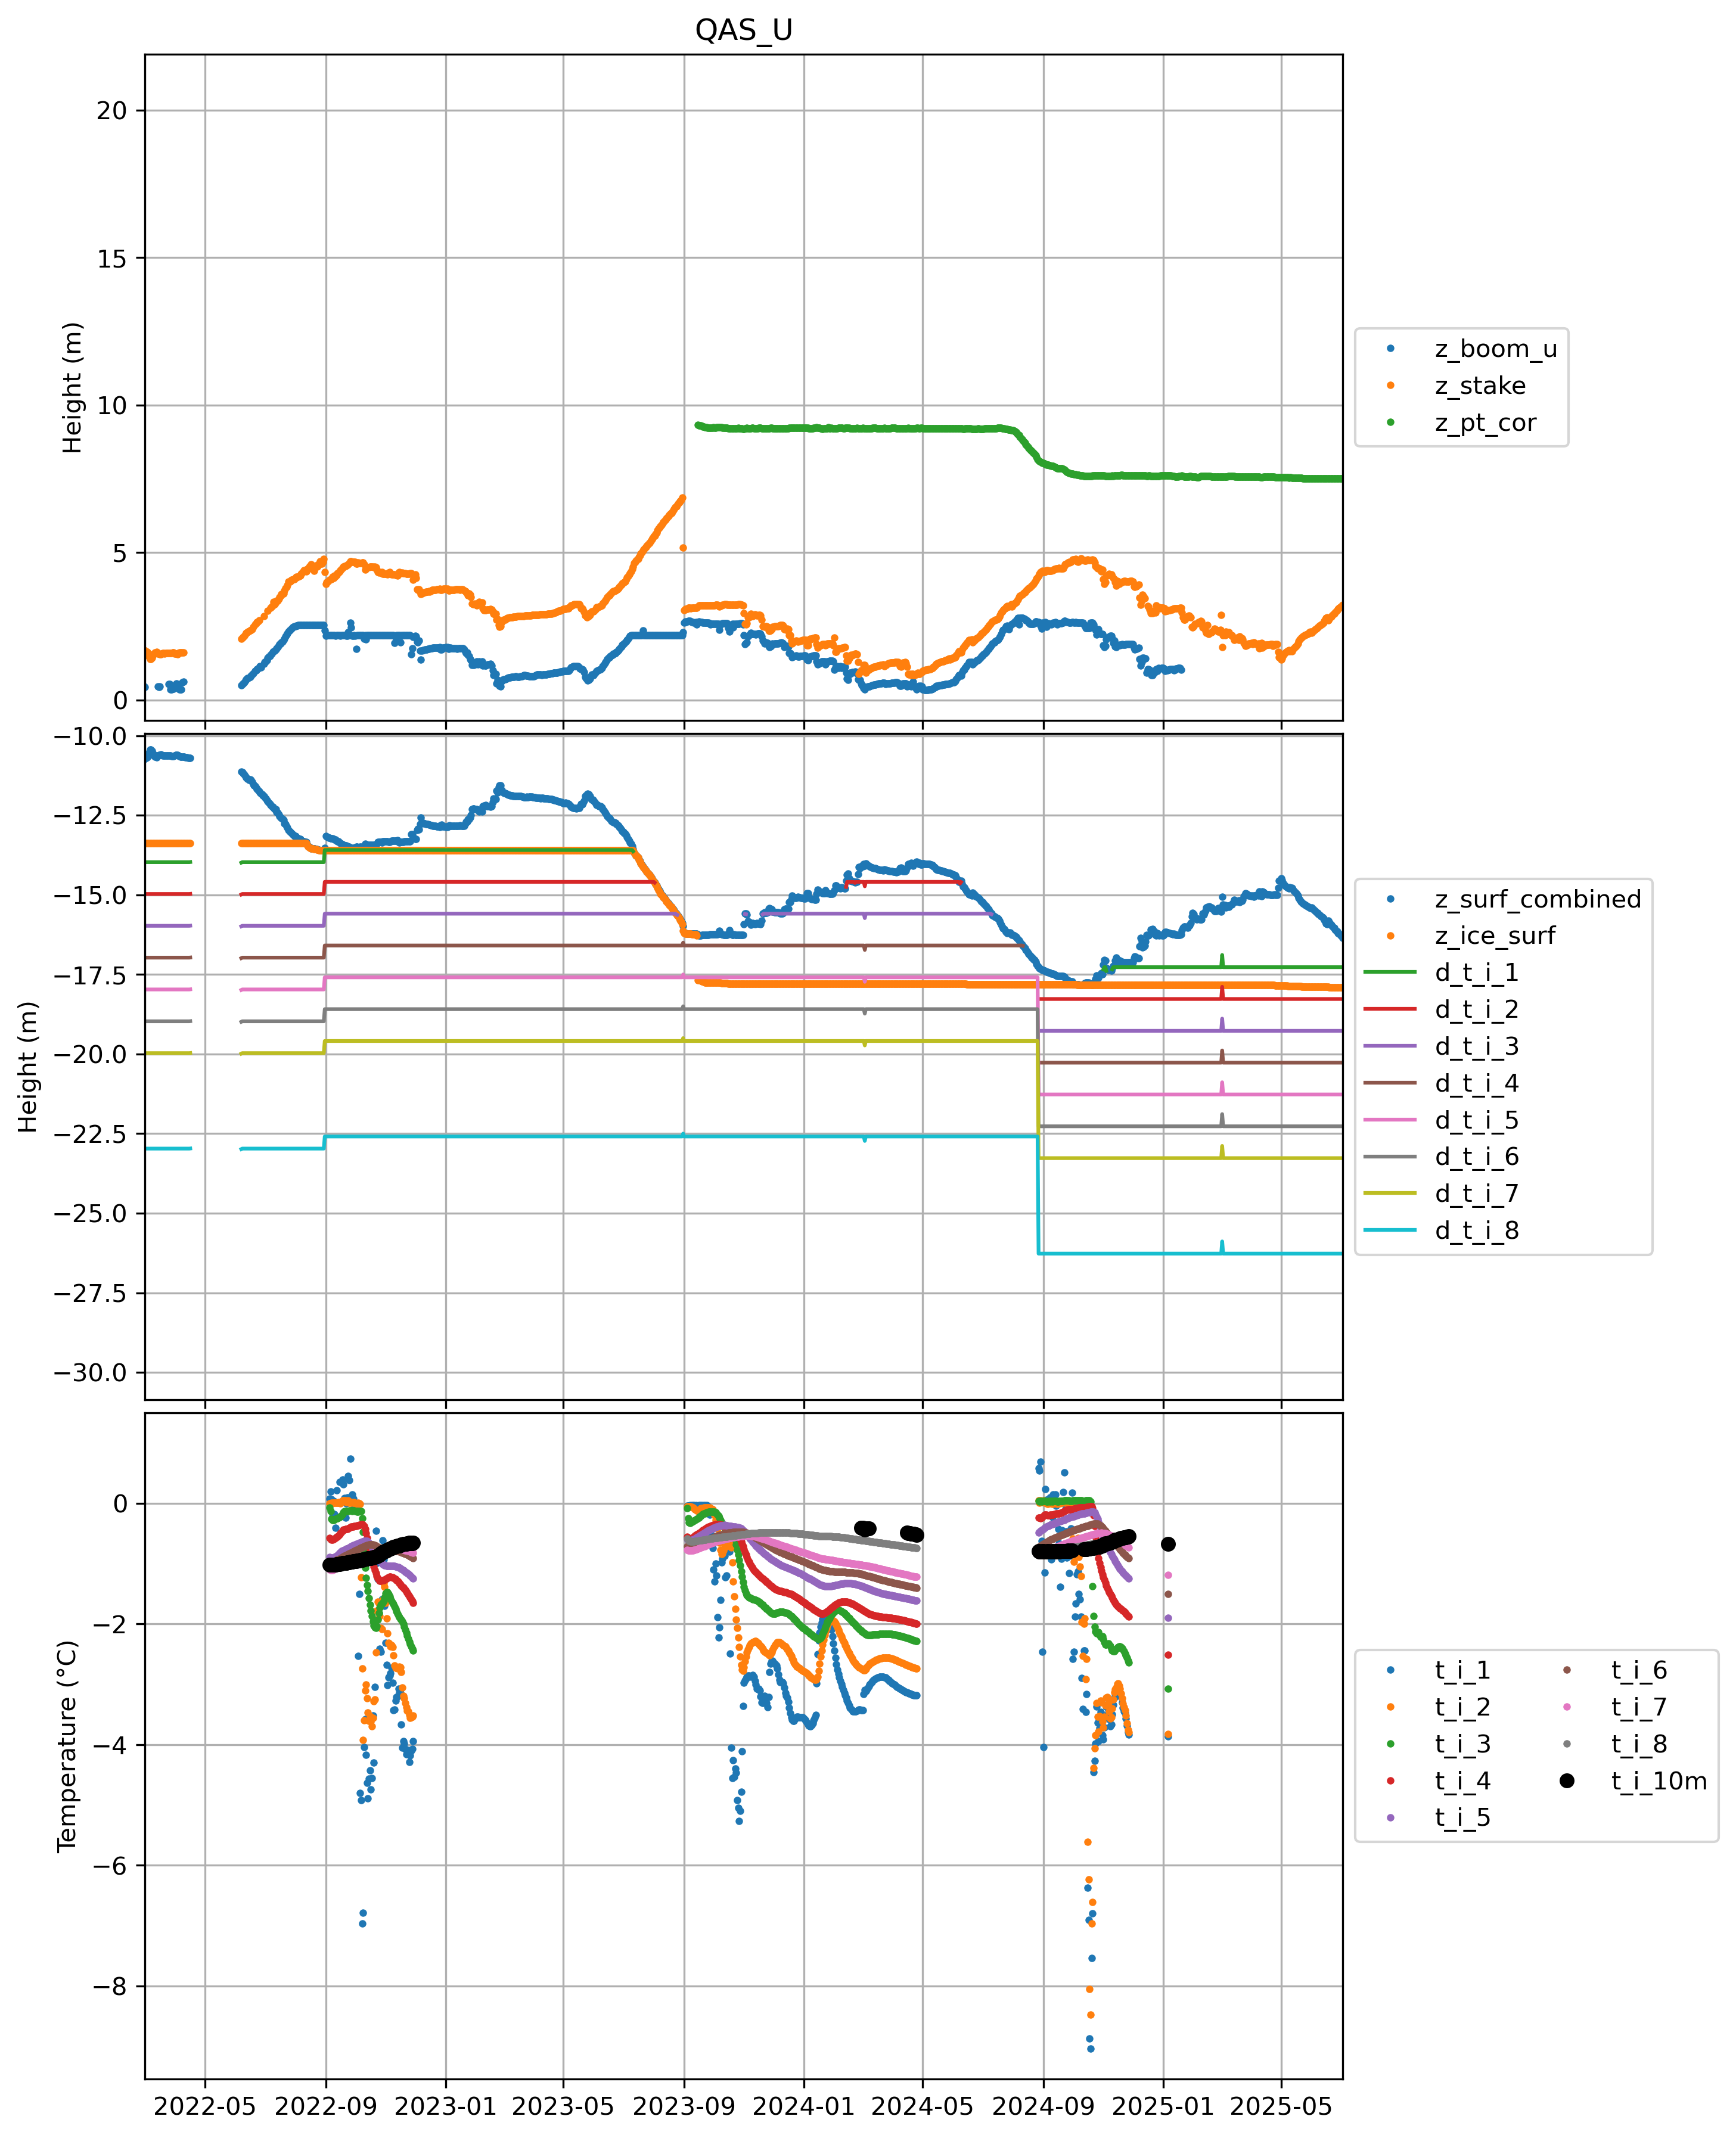 QAS_U
20
15
10
5
0
Height (m)
z_boom_u
z_stake
z_pt_cor
−10.0
−12.5
−15.0
−17.5
−20.0
−22.5
−25.0
−27.5
−30.0
Height (m)
z_surf_combined
z_ice_surf
d_t_i_1
d_t_i_2
d_t_i_3
d_t_i_4
d_t_i_5
d_t_i_6
d_t_i_7
d_t_i_8
0
−2
−4
−6
−8
Temperature (°C)
t_i_1
t_i_2
t_i_3
t_i_4
t_i_5
t_i_6
t_i_7
t_i_8
t_i_10m
2022-05 2022-09 2023-01 2023-05 2023-09 2024-01 2024-05 2024-09 2025-01 2025-05